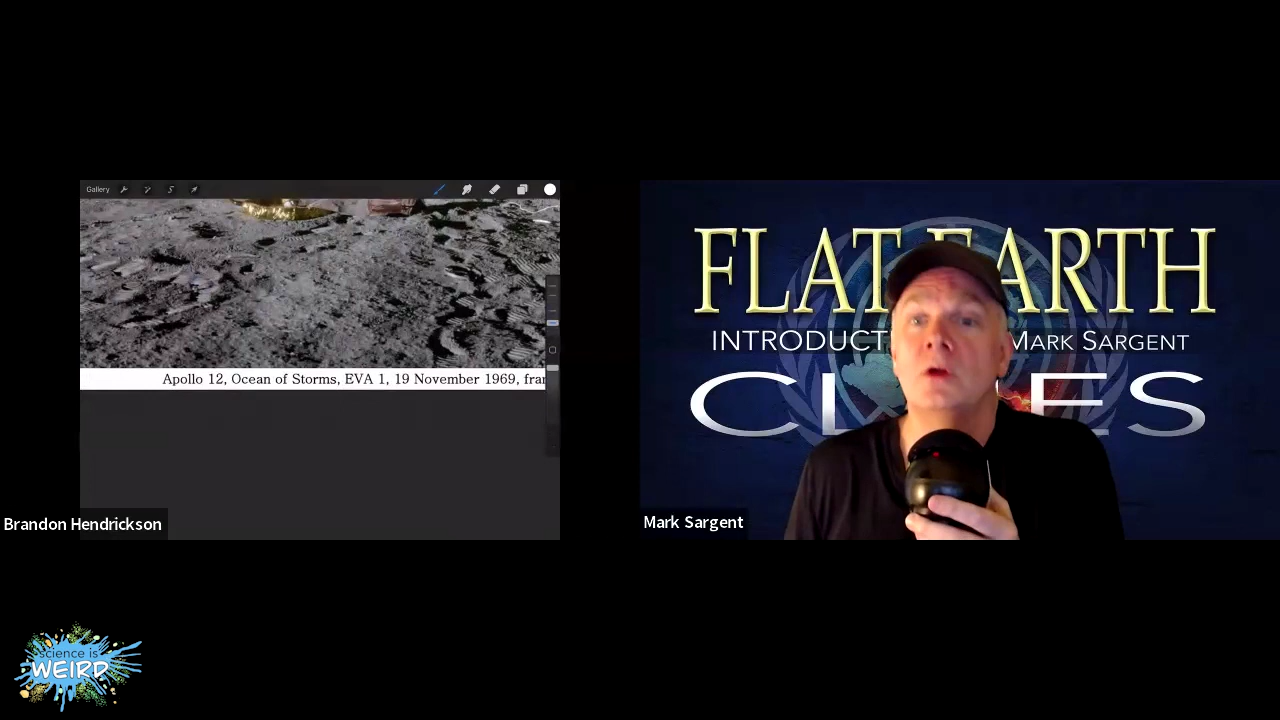 Gallery
Apollo 12, Ocean of Storms, EVA 1, 19 November 1969, fra
Brandon Hendrickson
FLAT EARTH
INTRODUCT MARK SARGENT
CLUES
Mark Sargent
science is
WEIRD